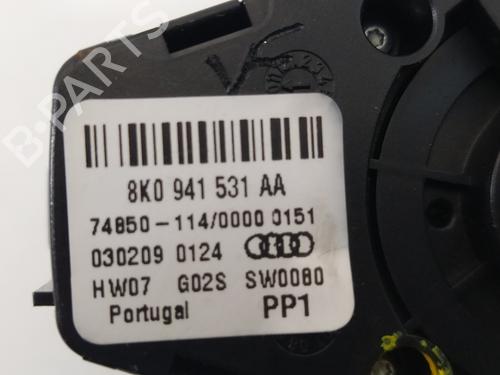 B-PARTS
8K0 941 531 AA
74850-114/0000 0151
030209 0124
HW07 G02S SW0080
Portugal PP1